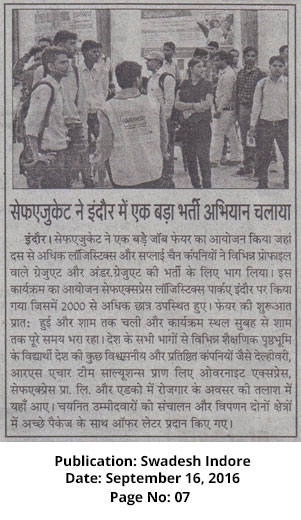 सेफएजुकेट ने इंदौर में एक बड़ा भर्ती अभियान चलाया
इंदौर। सेफएजुकेट ने एक बड़े जॉब फेयर का आयोजन किया जहां
दस से अधिक लॉजिस्टिक्स और सप्लाई चैन कंपनियों ने विभिन्न प्रोफाइल
वाले ग्रेजुएट और अंडर.ग्रेजुएट की भर्ती के लिए भाग लिया। इस
कार्यक्रम का आयोजन सेफएक्सप्रेस लॉजिस्टिक्स पार्कए इंदौर पर किया
गया जिसमें 2000 से अधिक छात्र उपस्थित हुए। फेयर की शुरूआत
प्रातः हुई और शाम तक चली और कार्यक्रम स्थल सुबह से शाम
तक पूरे समय भरा रहा। देश के सभी भागों से विभिन्न शैक्षणिक पृष्ठभूमि
के विद्यार्थी देश की कुछ विश्वसनीय और प्रतिष्ठित कंपनियों जैसे देल्हीवरी,
आरएस एचार टीम साल्यूशन्स प्राण लिए ओवरनाइट एक्सप्रेस,
सेफएक्प्रेस प्रा. लि. और एडको में रोजगार के अवसर की तलाश में
यहाँ आए। चयनित उम्मीदवारों को संचालन और विपणन दोनों क्षेत्रों
में अच्छे पैकेज के साथ ऑफर लेटर प्रदान किए गए।
Publication: Swadesh Indore
Date: September 16, 2016
Page No: 07